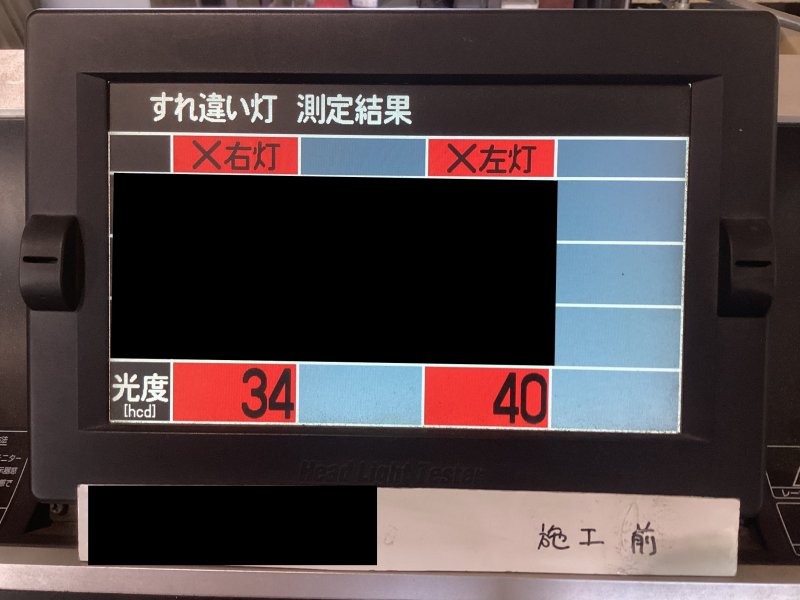 すれ違い灯 測定結果
×右灯 ×左灯
光度 34 40
[hcd]
Head Light Tester
施工前